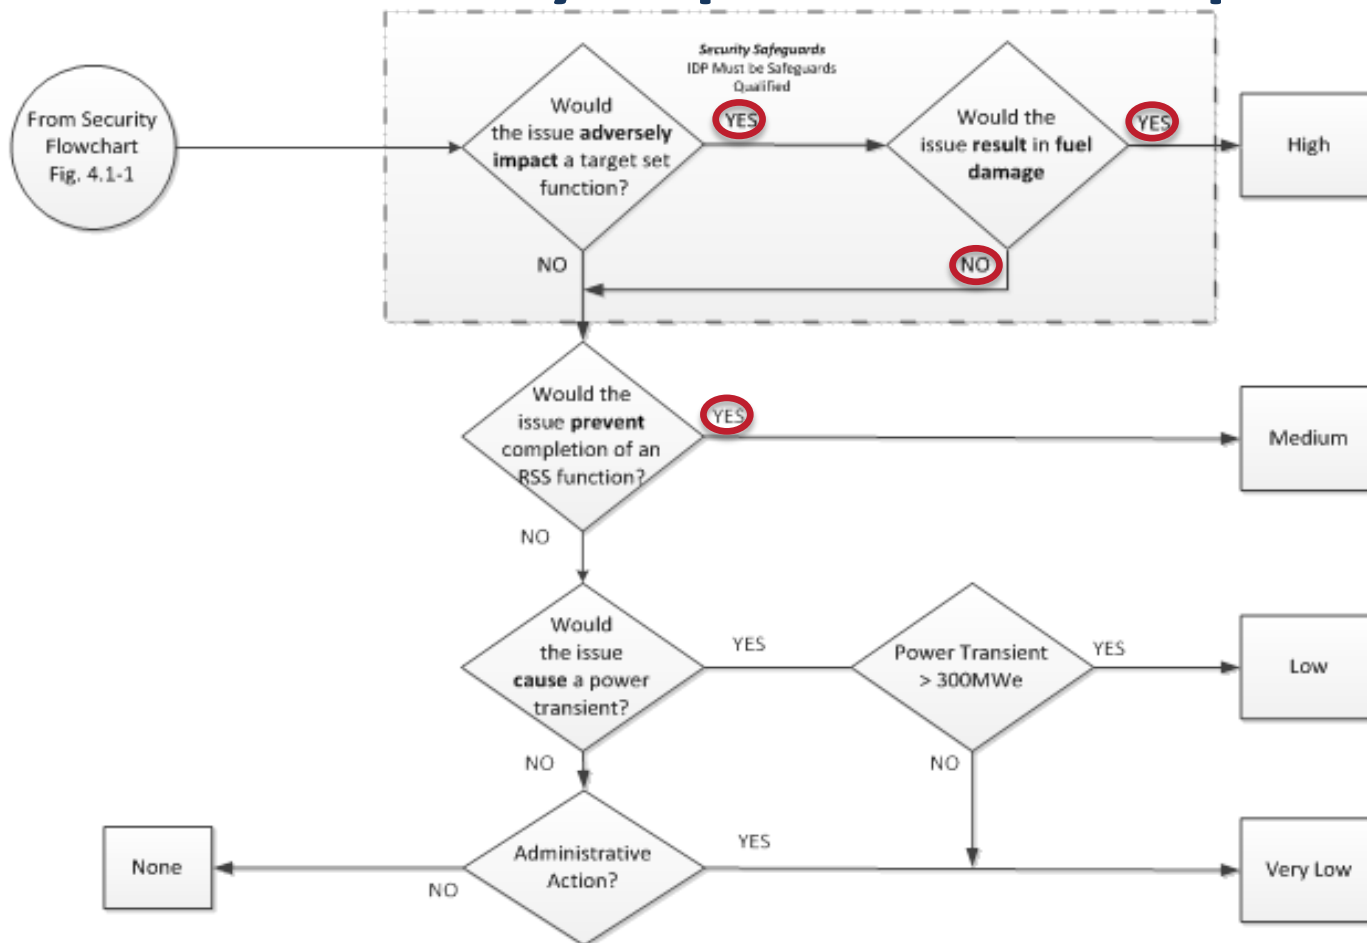 Security Safeguards
IDP Must be Safeguards
Qualified
From Security
Flowchart
Fig. 4.1-1
Would
the issue adversely
impact a target set
function?
YES
Would the
issue result in fuel
damage
YES
High
NO
NO
Would the
issue prevent
completion of an
RSS function?
YES
Medium
NO
Would
the issue
cause a power
transient?
YES
Power Transient
> 300MWe
YES
Low
NO
NO
None
NO
Administrative
Action?
YES
Very Low